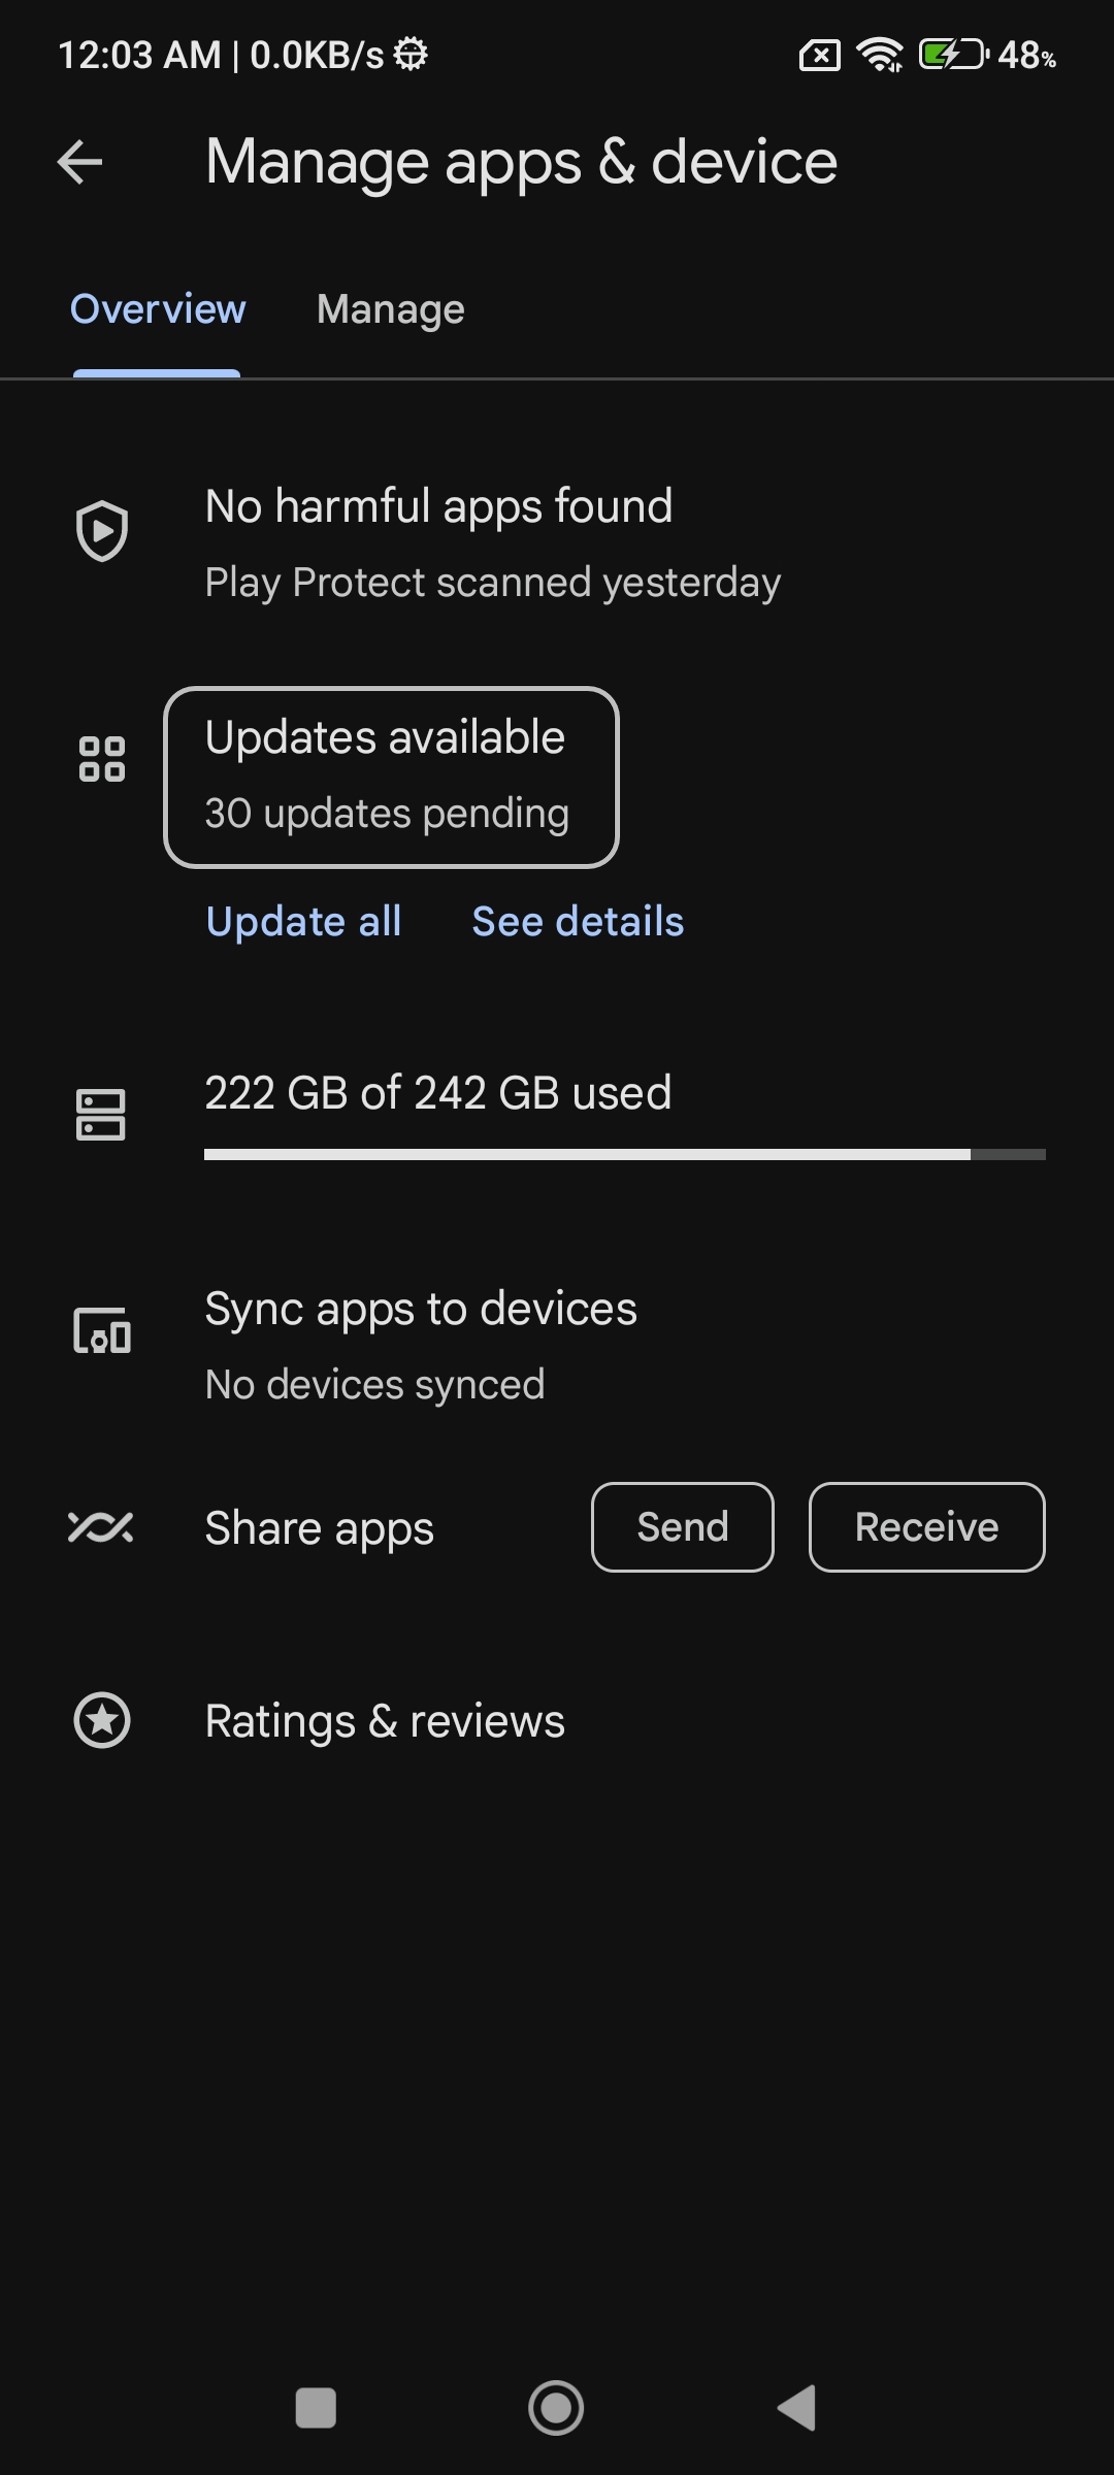 12:03 AM | 0.0KB/s 48%
Manage apps & device
Overview Manage
No harmful apps found
Play Protect scanned yesterday
Updates available
30 updates pending
Update all See details
222 GB of 242 GB used
Sync apps to devices
No devices synced
Share apps Send Receive
Ratings & reviews